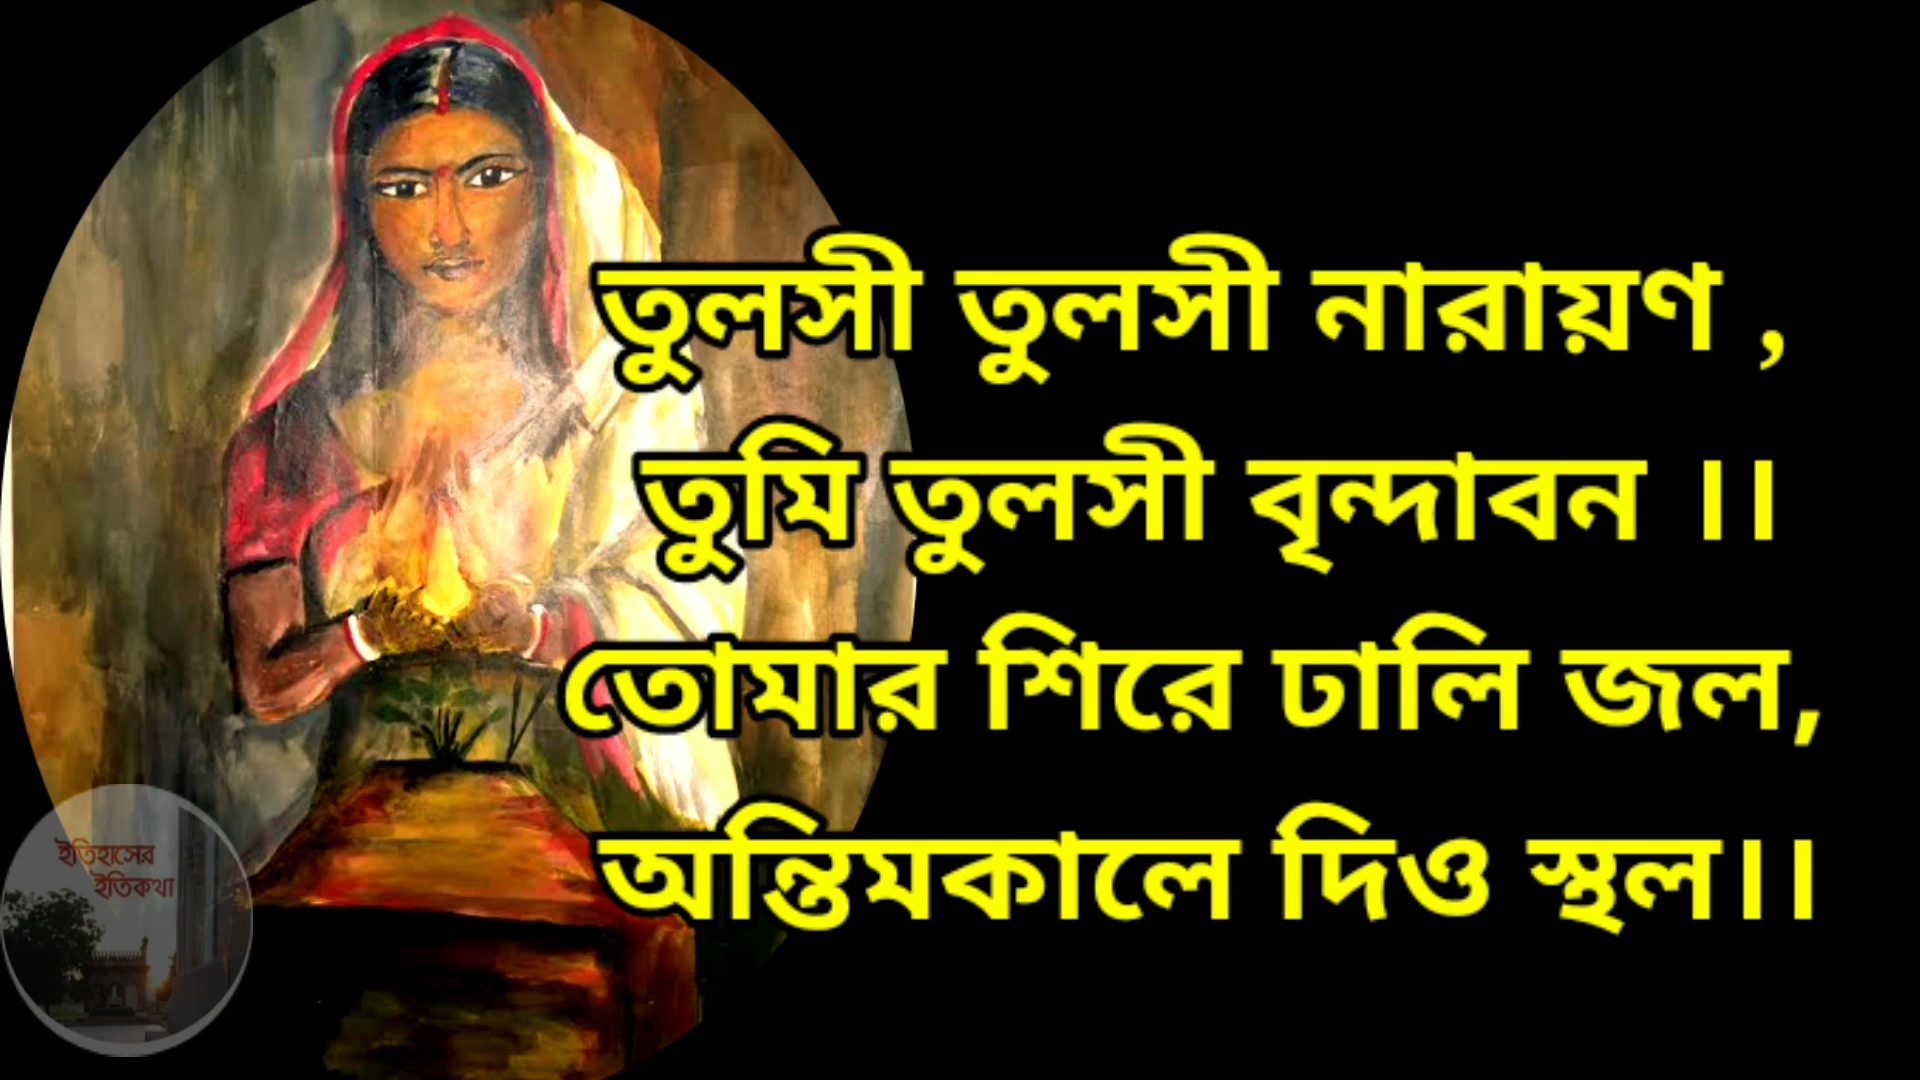 তুলসী তুলসী নারায়ণ ,
তুমি তুলসী বৃন্দাবন ।।
তোমার শিরে ঢালি জল,
অন্তিমকালে দিও স্থল।।
ইতিহাসের
ইতিকথা